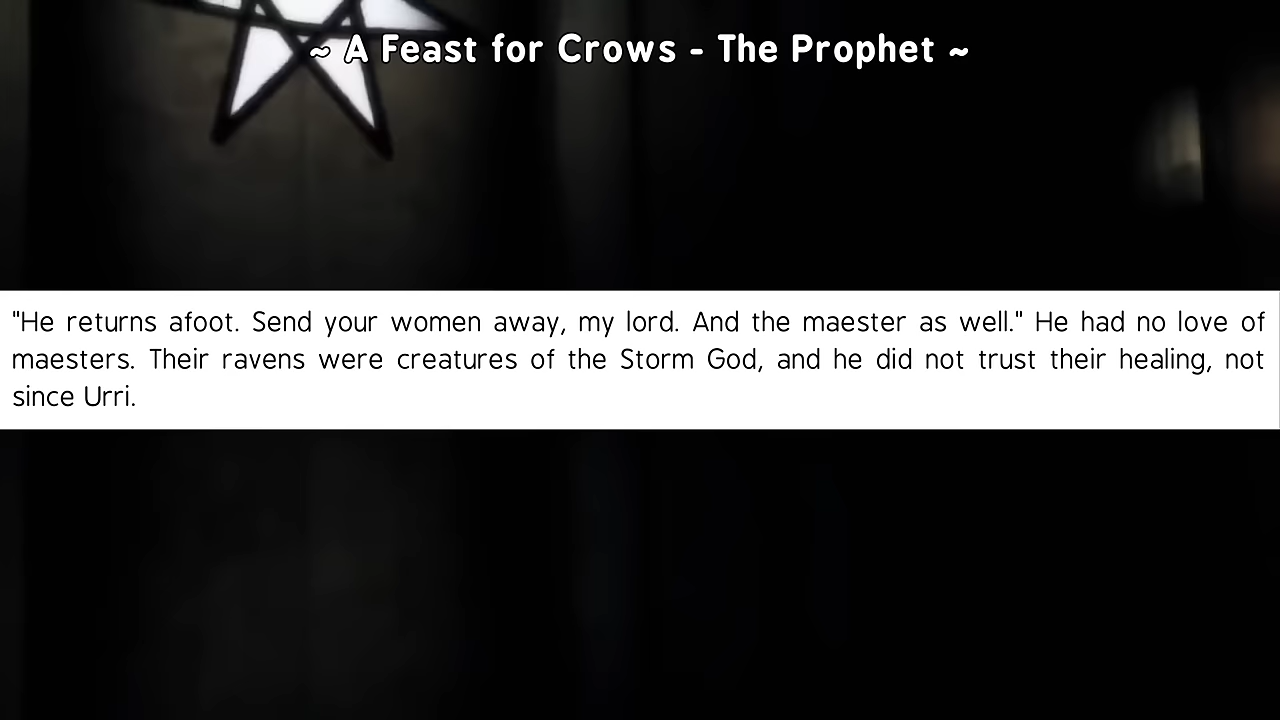 ~ A Feast for Crows - The Prophet ~
"He returns afoot. Send your women away, my lord. And the maester as well." He had no love of
maesters. Their ravens were creatures of the Storm God, and he did not trust their healing, not
since Urri.